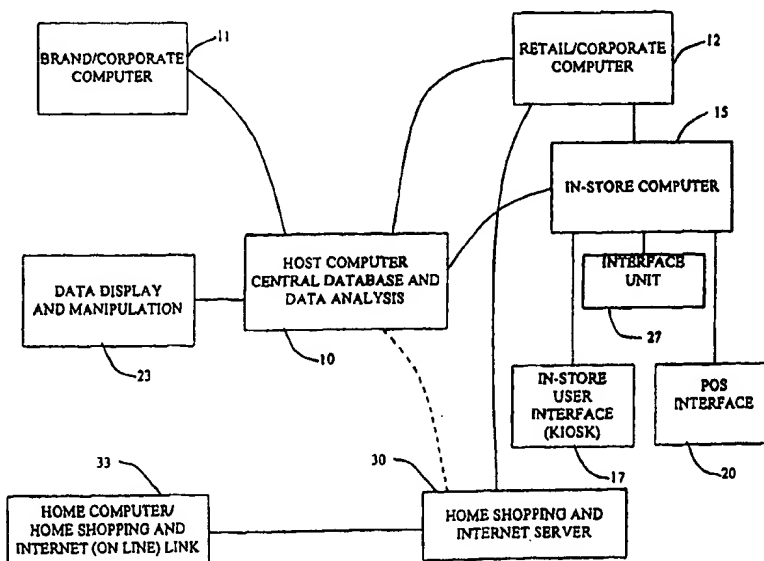 11
BRAND/CORPORATE
COMPUTER
RETAIL/CORPORATE
COMPUTER
12
15
IN-STORE COMPUTER
HOST COMPUTER
CENTRAL DATABASE AND
DATA ANALYSIS
INTERFACE
UNIT
DATA DISPLAY
AND MANIPULATION
27
10
23
IN-STORE
USER
INTERFACE
(KIOSK)
POS
INTERFACE
33
30
17
20
HOME COMPUTER/
HOME SHOPPING AND
INTERNET (ON LINE) LINK
HOME SHOPPING AND
INTERNET SERVER